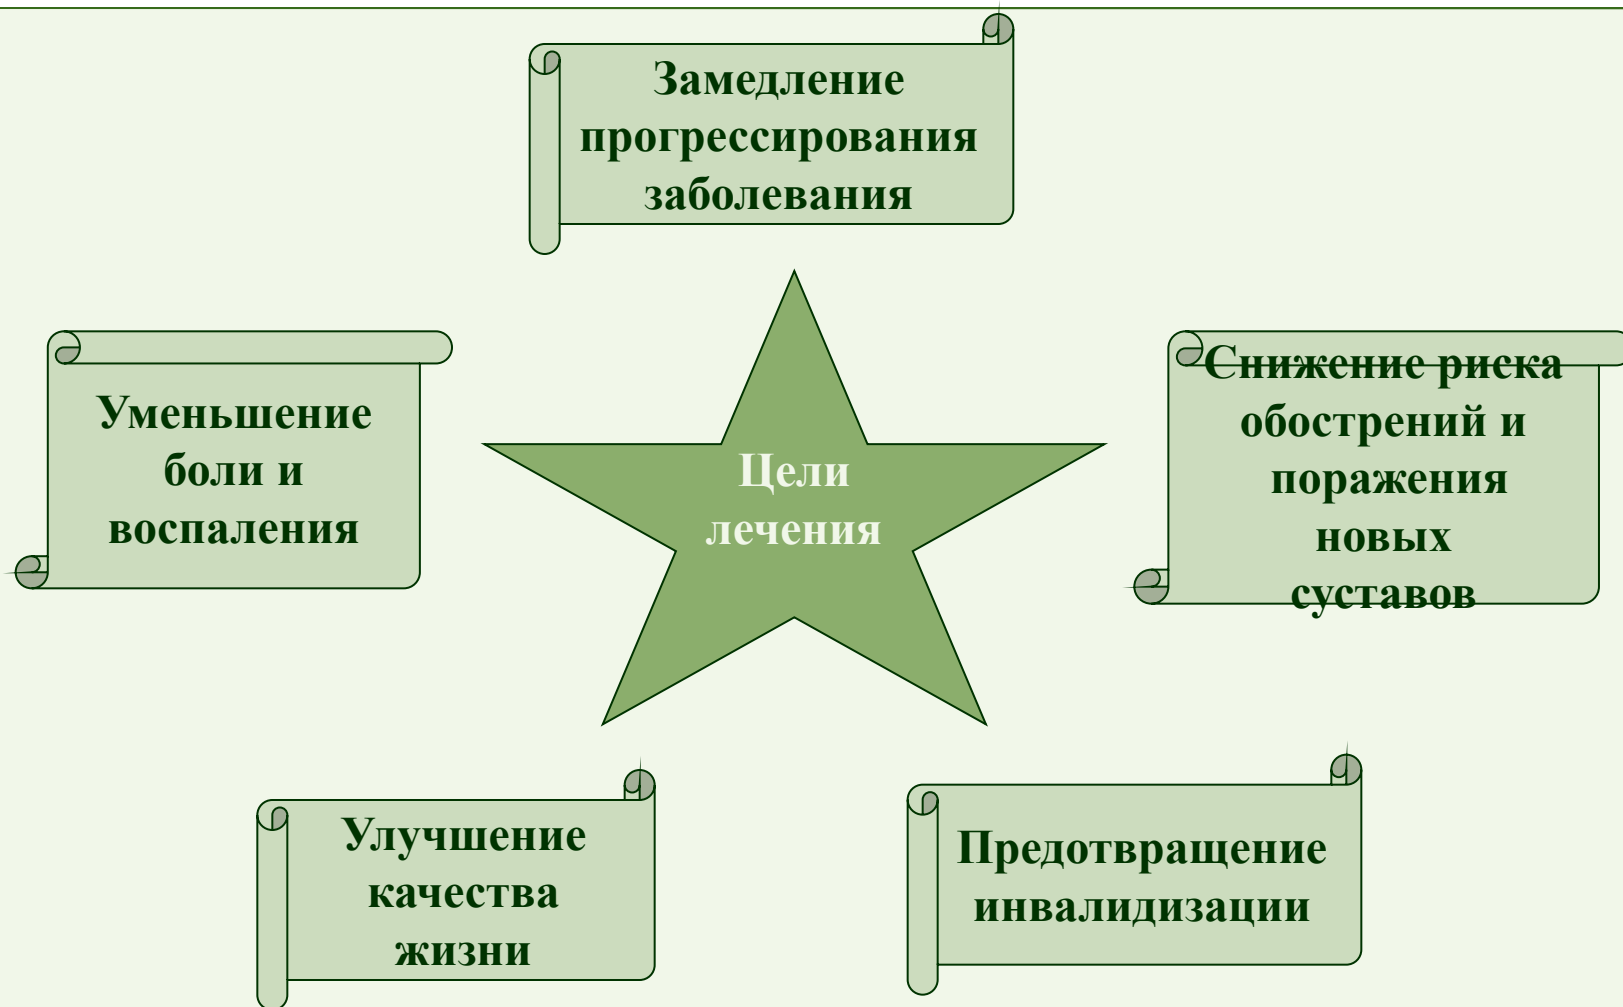 Замедление
прогрессирования
заболевания
Уменьшение
боли и
воспаления
Цели
лечения
Снижение риска
обострений и
поражения
новых
суставов
Улучшение
качества
жизни
Предотвращение
инвалидизации